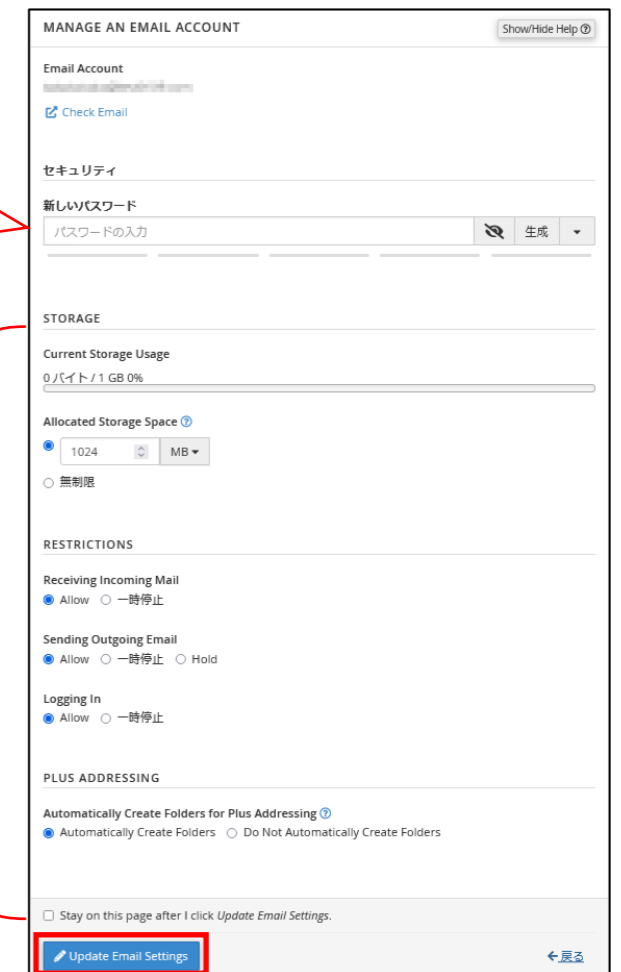 MANAGE AN EMAIL ACCOUNT
Show/Hide Help
Email Account
Check Email
セキュリティ
新しいパスワード
パスワードの入力
生成
STORAGE
Current Storage Usage
0 バイト / 1 GB 0%
Allocated Storage Space
1024 MB
無制限
RESTRICTIONS
Receiving Incoming Mail
Allow 一時停止
Sending Outgoing Email
Allow 一時停止 Hold
Logging In
Allow 一時停止
PLUS ADDRESSING
Automatically Create Folders for Plus Addressing
Automatically Create Folders Do Not Automatically Create Folders
Stay on this page after I click Update Email Settings.
Update Email Settings
戻る